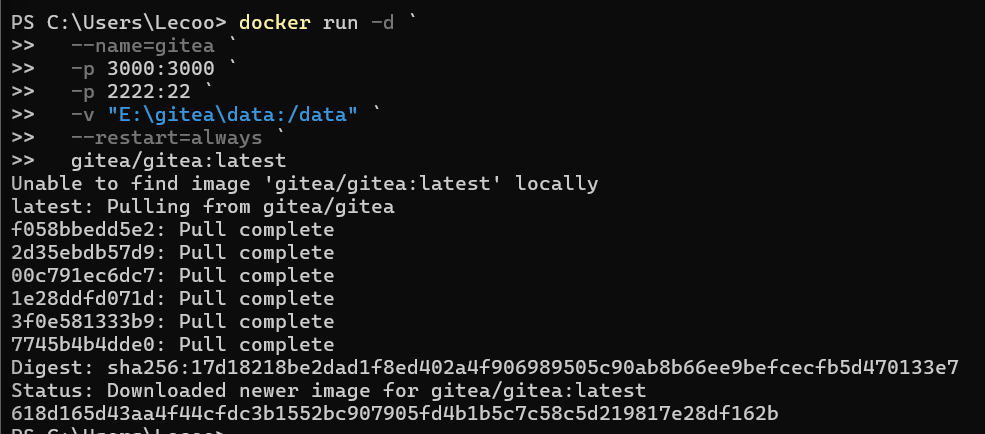 PS C:\Users\Lecoo> docker run -d `
>>   --name=gitea `
>>   -p 3000:3000 `
>>   -p 2222:22 `
>>   -v "E:\gitea\data:/data" `
>>   --restart=always `
>>   gitea/gitea:latest
Unable to find image 'gitea/gitea:latest' locally
latest: Pulling from gitea/gitea
f058bbedd5e2: Pull complete
2d35ebdb57d9: Pull complete
00c791ec6dc7: Pull complete
1e28ddfd071d: Pull complete
3f0e581333b9: Pull complete
7745b4b4dde0: Pull complete
Digest: sha256:17d18218be2dad1f8ed402a4f906989505c90ab8b66ee9befcecfb5d470133e7
Status: Downloaded newer image for gitea/gitea:latest
618d165d43aa4f44cfdc3b1552bc907905fd4b1b5c7c58c5d219817e28df162b
PS C:\Users\Lecoo>